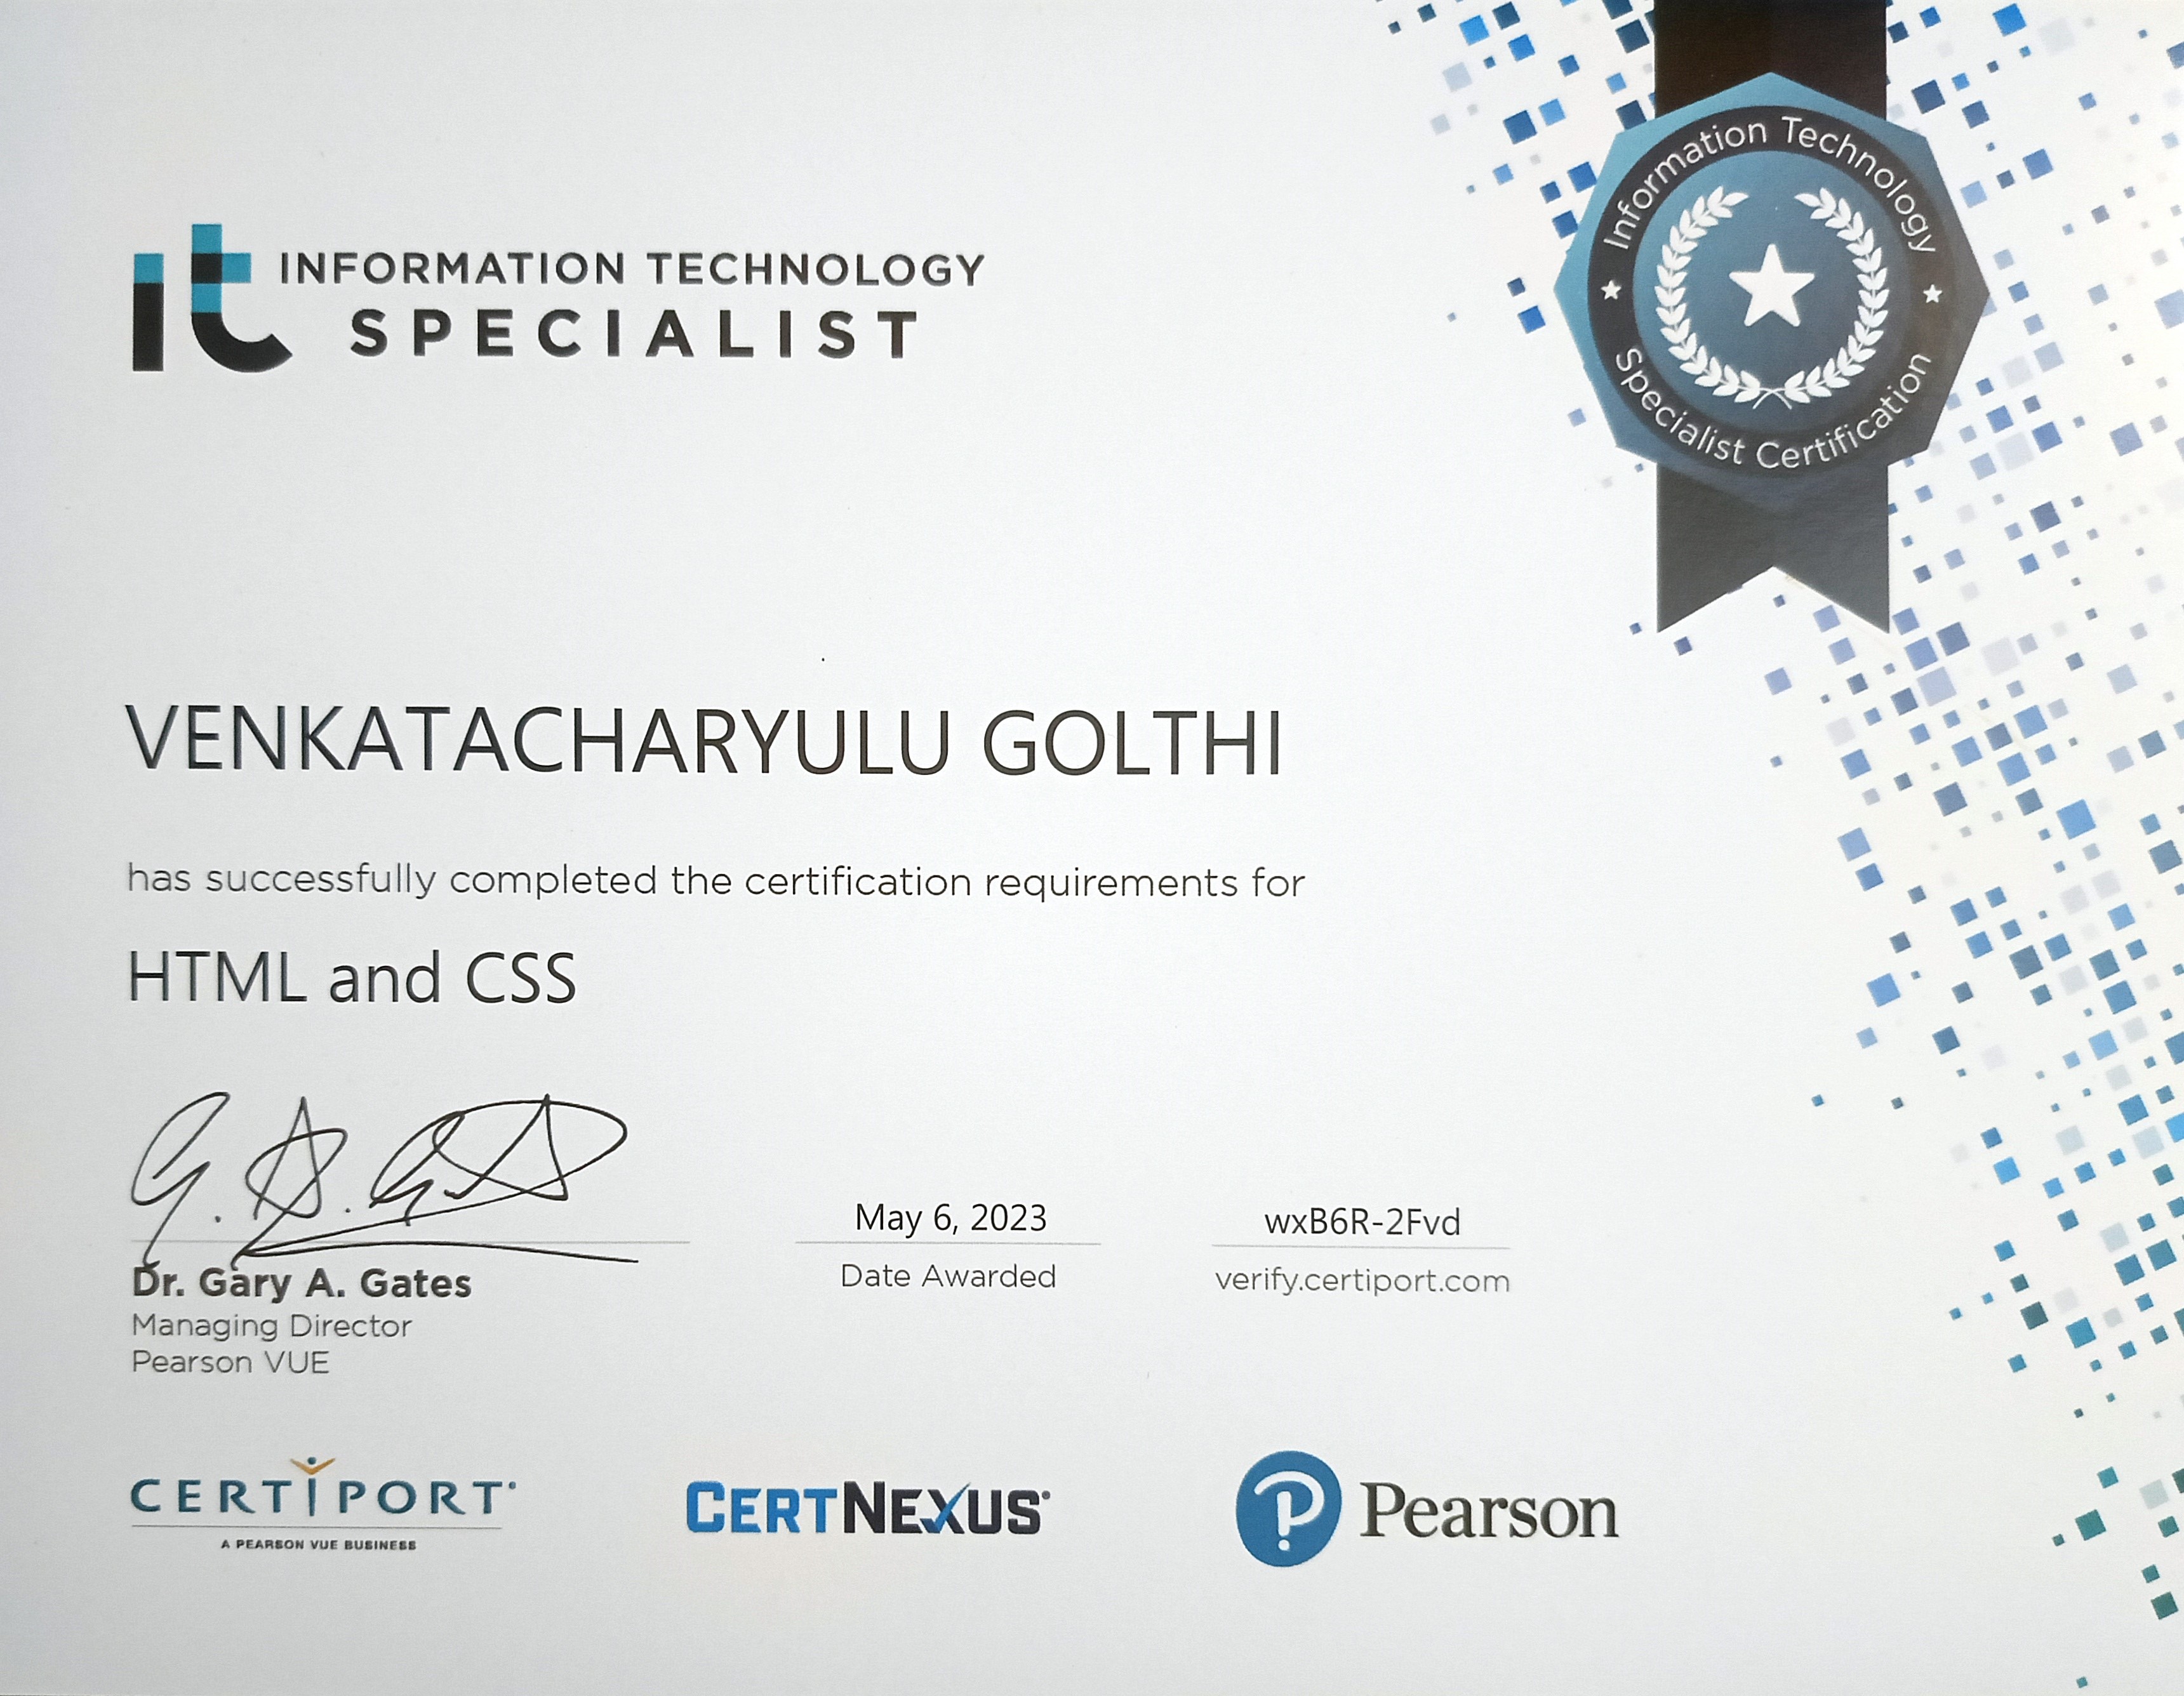 it INFORMATION TECHNOLOGY
SPECIALIST
Information Technology
Specialist Certification
VENKATACHARYULU GOLTHI
has successfully completed the certification requirements for
HTML and CSS
May 6, 2023
Date Awarded
wxB6R-2Fvd
verify.certiport.com
Dr. Gary A. Gates
Managing Director
Pearson VUE
CERTIPORT
A PEARSON VUE BUSINESS
CERTNEXUS
Pearson